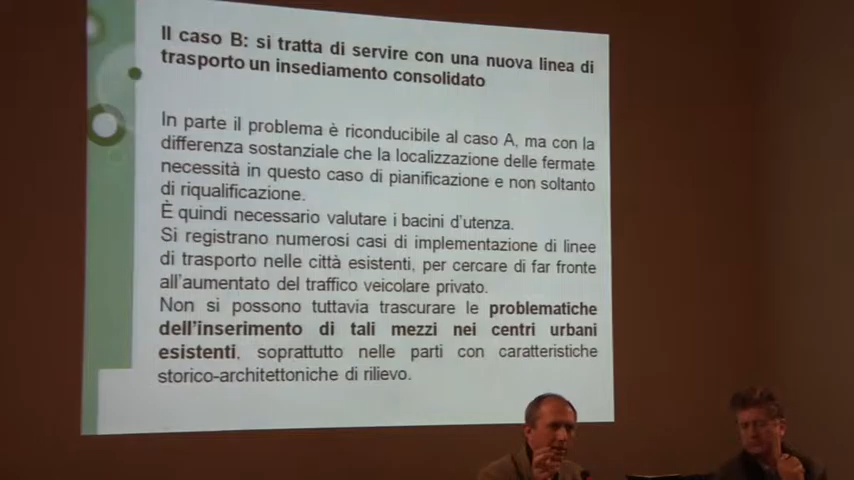 Il caso B: si tratta di servire con una nuova linea di
trasporto un insediamento consolidato
In parte il problema è riconducibile al caso A, ma con la
differenza sostanziale che la localizzazione delle fermate
necessità in questo caso di pianificazione e non soltanto
di riqualificazione.
È quindi necessario valutare i bacini d'utenza.
Si registrano numerosi casi di implementazione di linee
di trasporto nelle città esistenti, per cercare di far fronte
all'aumentato del traffico veicolare privato.
Non si possono tuttavia trascurare le problematiche
dell'inserimento di tali mezzi nei centri urbani
esistenti, soprattutto nelle parti con caratteristiche
storico-architettoniche di rilievo.